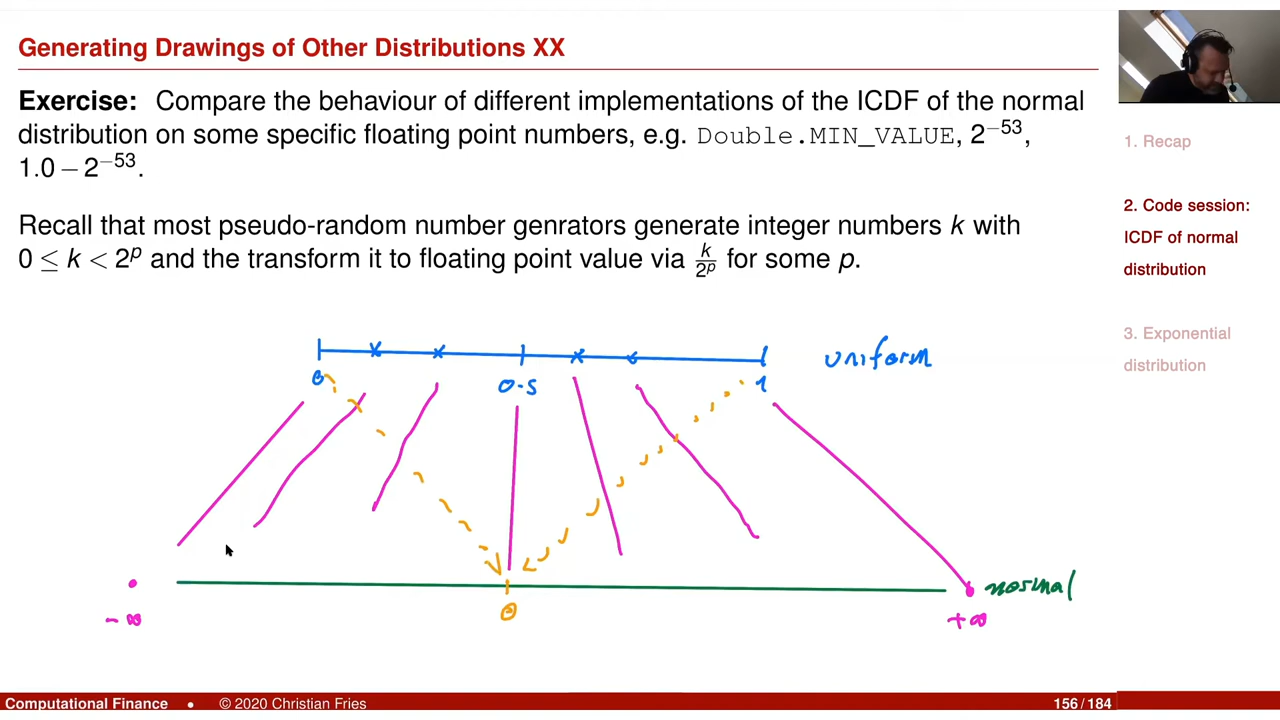 Generating Drawings of Other Distributions XX
Exercise: Compare the behaviour of different implementations of the ICDF of the normal
distribution on some specific floating point numbers, e.g. Double.MIN_VALUE, 2⁻⁵³,
1.0 − 2⁻⁵³.
Recall that most pseudo-random number genrators generate integer numbers k with
0 ≤ k < 2ᵖ and the transform it to floating point value via k/2ᵖ for some p.
0 0.5 1 uniform
0 normal
-∞ +∞
1. Recap
2. Code session:
ICDF of normal
distribution
3. Exponential
distribution
Computational Finance • © 2020 Christian Fries 156 / 184